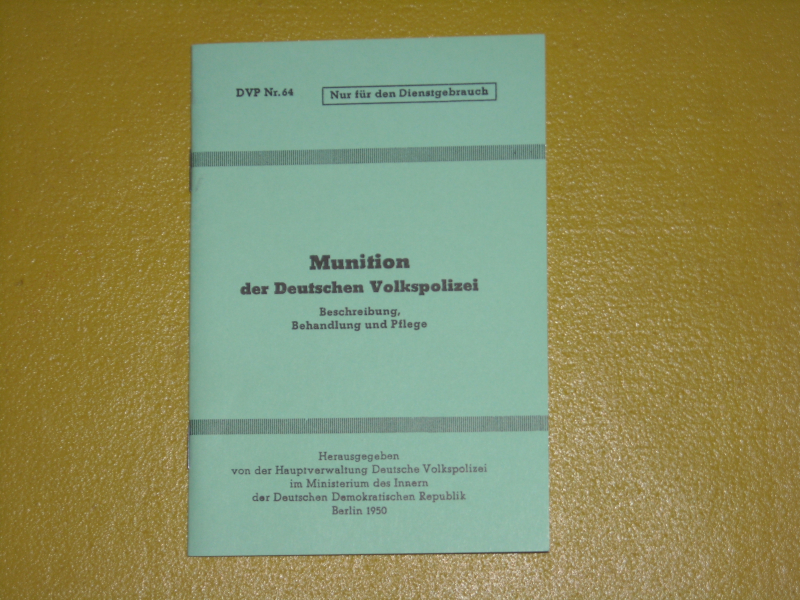 DVP Nr. 64
Nur für den Dienstgebrauch
Munition
der Deutschen Volkspolizei
Beschreibung,
Behandlung und Pflege
Herausgegeben
von der Hauptverwaltung Deutsche Volkspolizei
im Ministerium des Innern
der Deutschen Demokratischen Republik
Berlin 1950